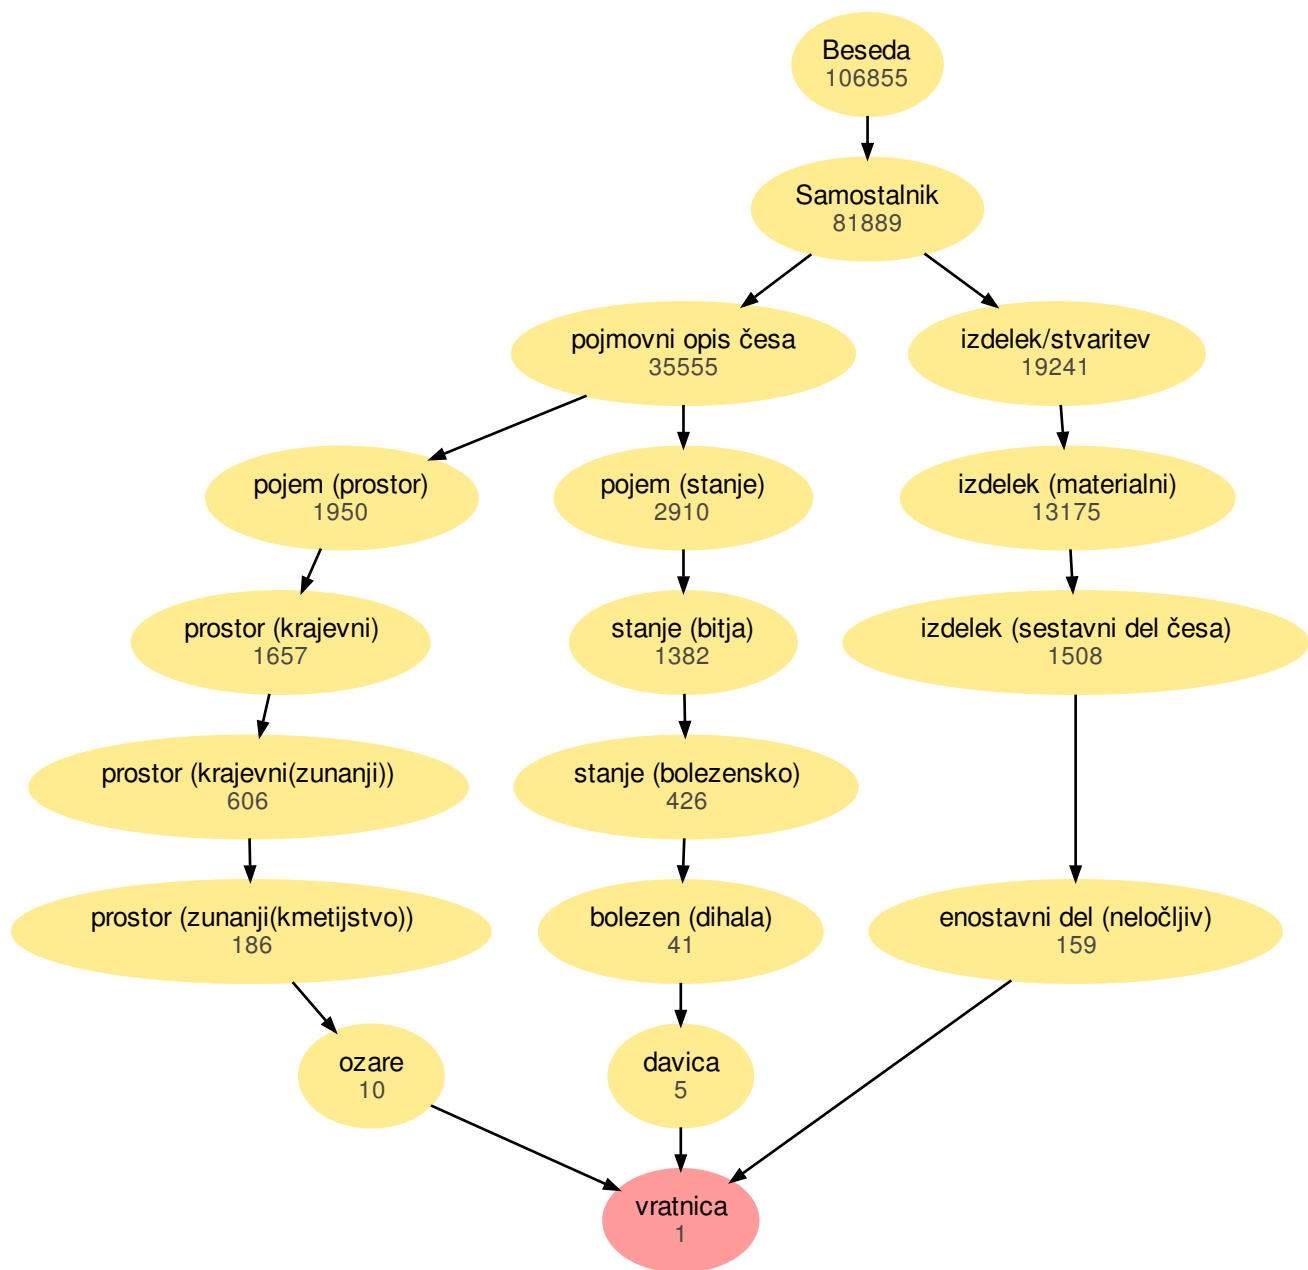 Beseda
106855
Samostalnik
81889
pojmovni opis česa
35555
izdelek/stvaritev
19241
pojem (prostor)
1950
pojem (stanje)
2910
izdelek (materialni)
13175
prostor (krajevni)
1657
stanje (bitja)
1382
izdelek (sestavni del česa)
1508
prostor (krajevni(zunanji))
606
stanje (bolezensko)
426
prostor (zunanji(kmetijstvo))
186
bolezen (dihala)
41
enostavni del (neločljiv)
159
ozare
10
davica
5
vratnica
1